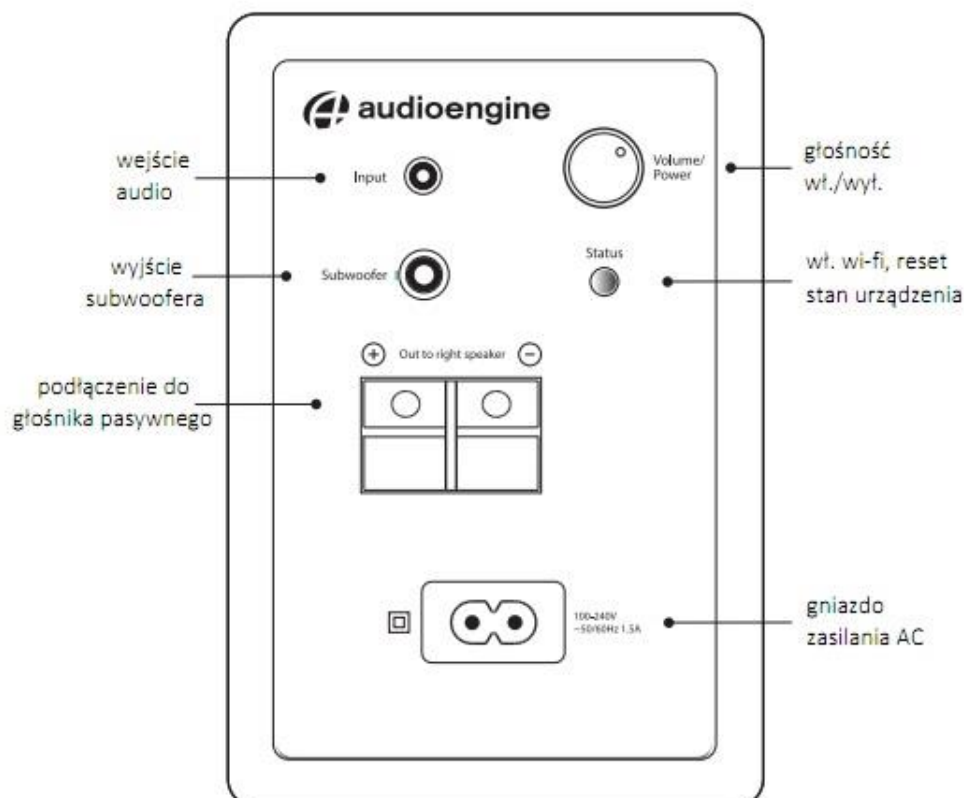 audioengine
wejście
audio
Input
Volume/
Power
głośność
wł./wył.
wyjście
subwoofera
Subwoofer
Status
wł. wi-fi, reset
stan urządzenia
+ Out to right speaker −
podłączenie do
głośnika pasywnego
100-240V
~50/60Hz 1.5A
gniazdo
zasilania AC